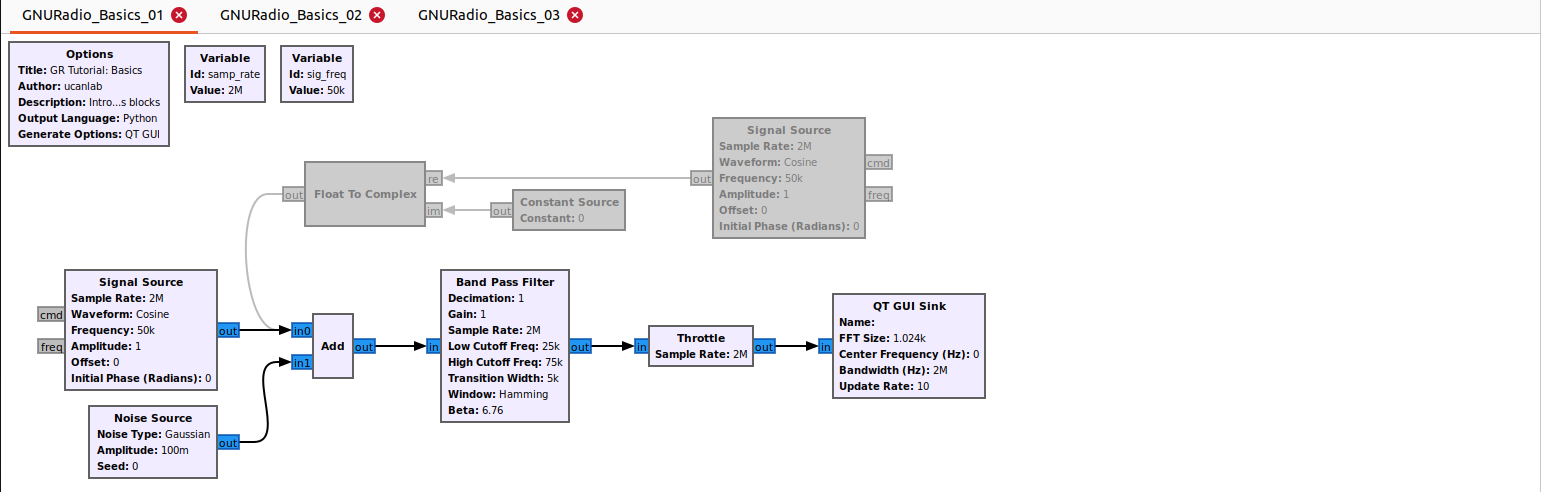 GNURadio_Basics_01
GNURadio_Basics_02
GNURadio_Basics_03
Options
Title: GR Tutorial: Basics
Author: ucanlab
Description: Intro...s blocks
Output Language: Python
Generate Options: QT GUI
Variable
Id: samp_rate
Value: 2M
Variable
Id: sig_freq
Value: 50k
Signal Source
Sample Rate: 2M
Waveform: Cosine
Frequency: 50k
Amplitude: 1
Offset: 0
Initial Phase (Radians): 0
out
cmd
freq
Float To Complex
out
re
im
Constant Source
Constant: 0
out
Signal Source
Sample Rate: 2M
Waveform: Cosine
Frequency: 50k
Amplitude: 1
Offset: 0
Initial Phase (Radians): 0
cmd
freq
out
Noise Source
Noise Type: Gaussian
Amplitude: 100m
Seed: 0
out
in0
in1
Add
out
Band Pass Filter
Decimation: 1
Gain: 1
Sample Rate: 2M
Low Cutoff Freq: 25k
High Cutoff Freq: 75k
Transition Width: 5k
Window: Hamming
Beta: 6.76
in
out
Throttle
Sample Rate: 2M
in
out
QT GUI Sink
Name:
FFT Size: 1.024k
Center Frequency (Hz): 0
Bandwidth (Hz): 2M
Update Rate: 10
in